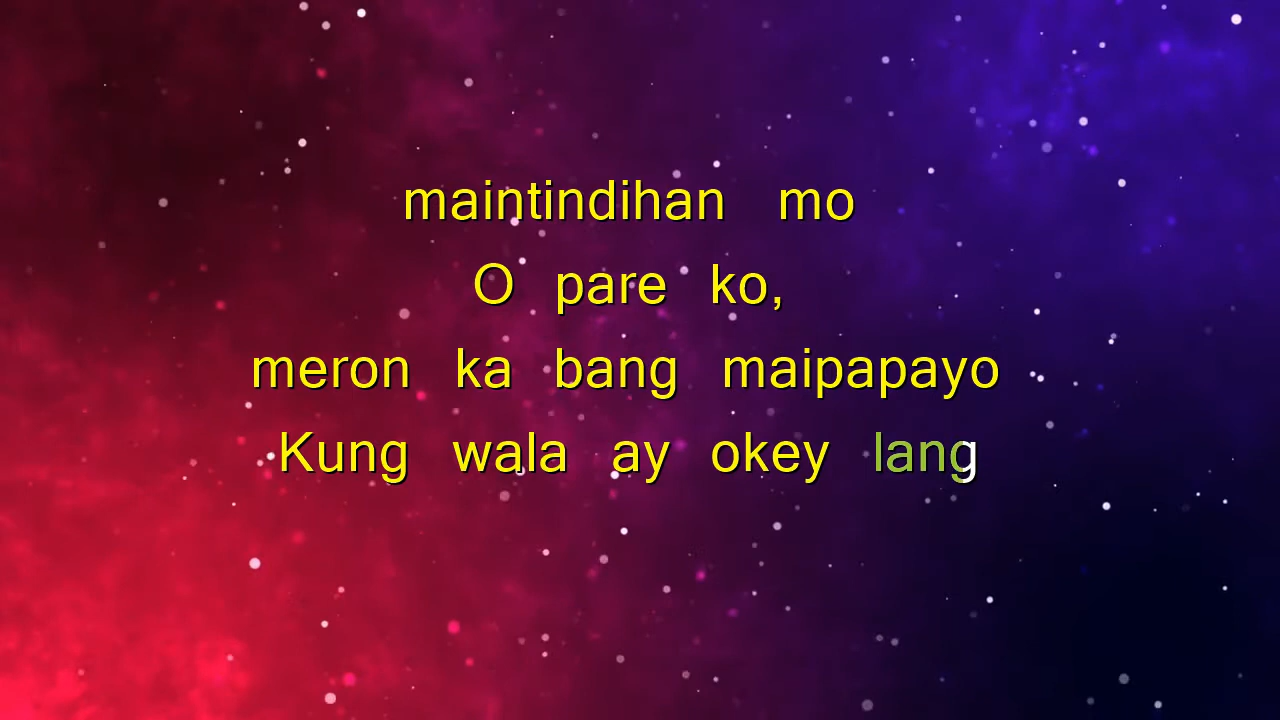 maintindihan mo
O pare ko,
meron ka bang maipapayo
Kung wala ay okey lang